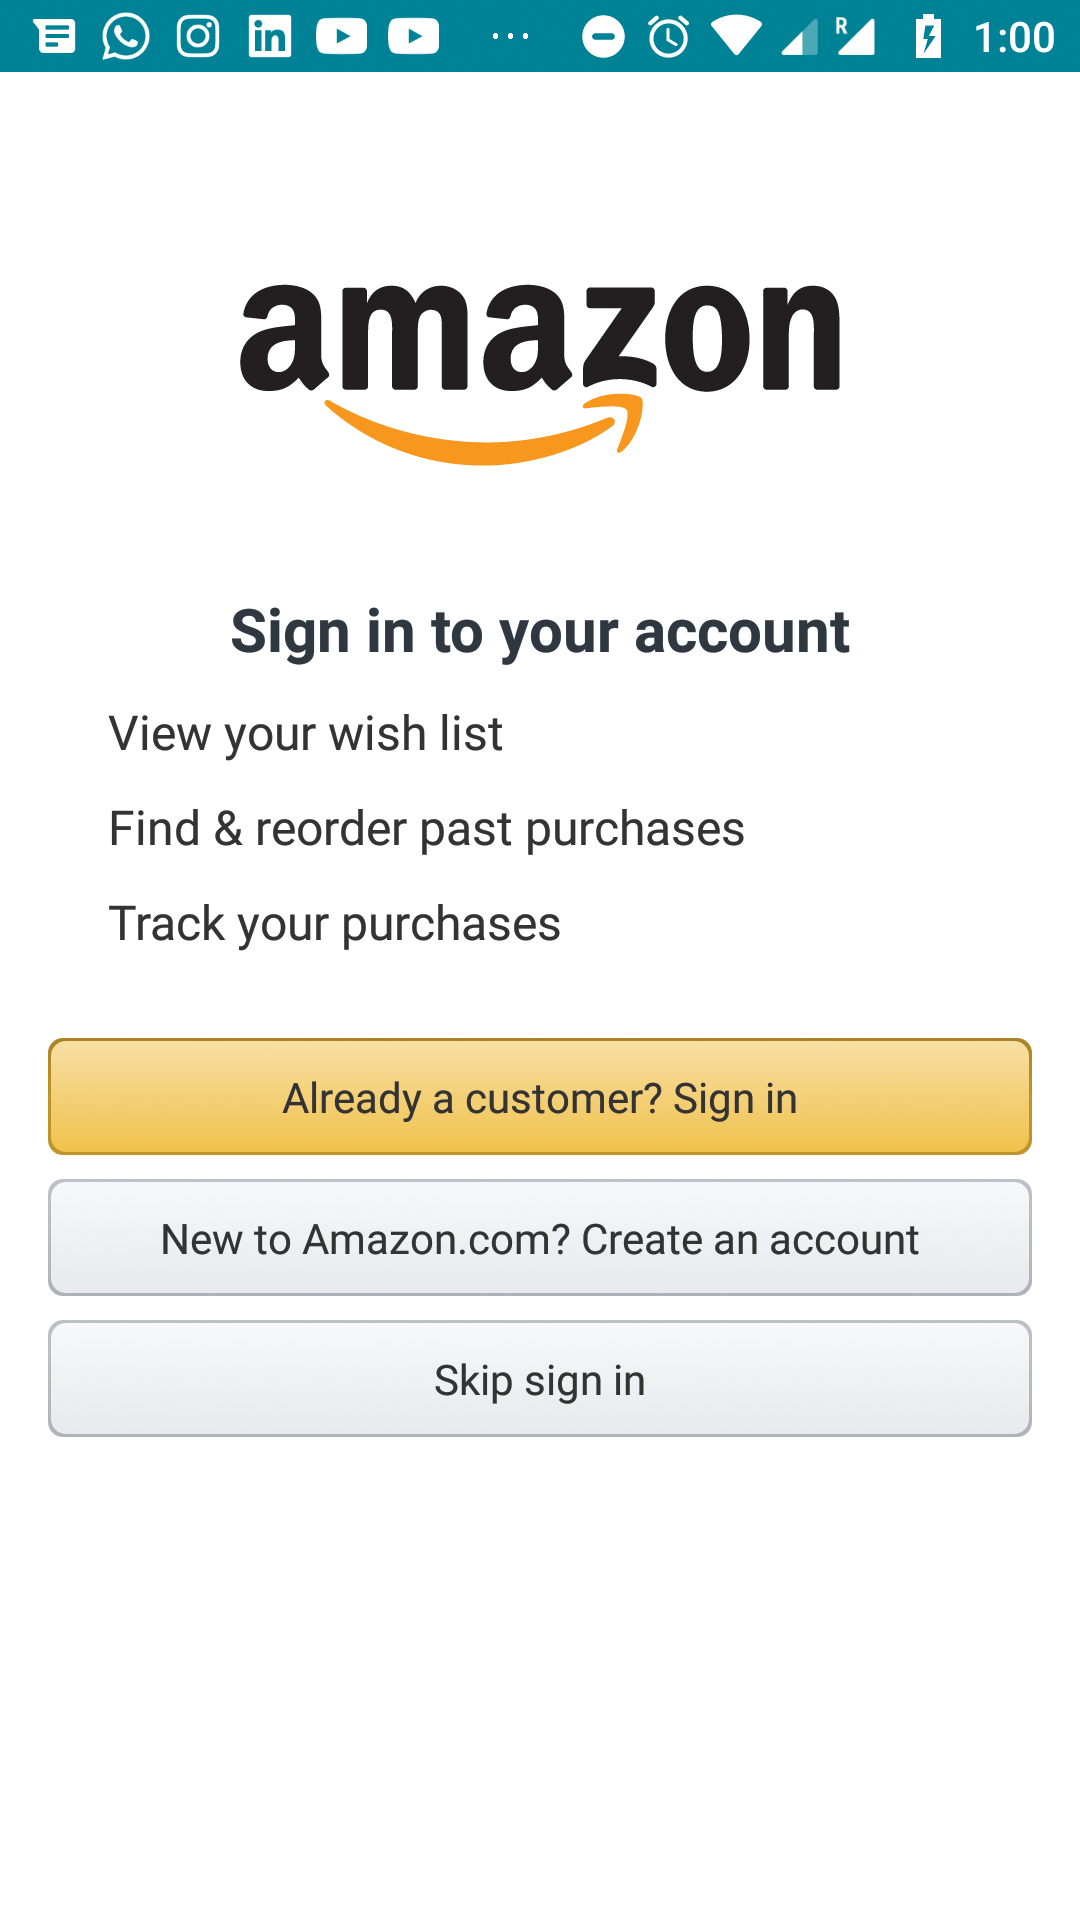 in ... R 1:00
amazon
Sign in to your account
View your wish list
Find & reorder past purchases
Track your purchases
Already a customer? Sign in
New to Amazon.com? Create an account
Skip sign in